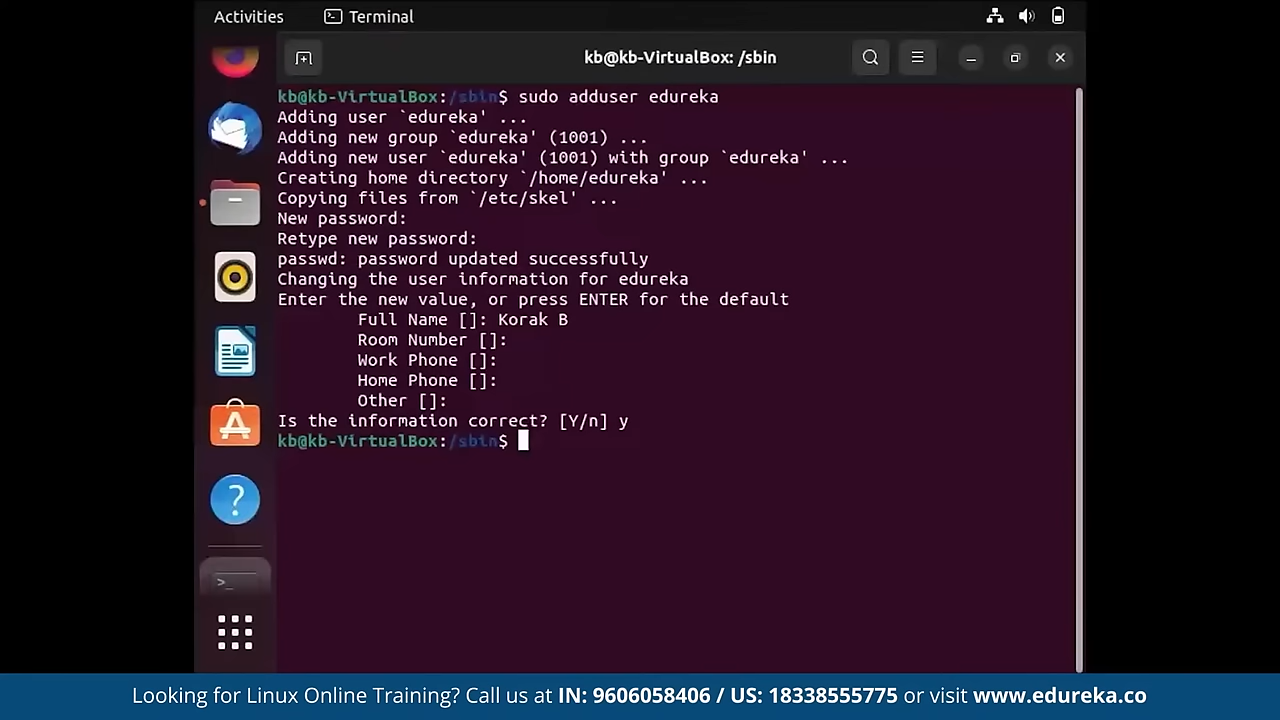 Activities Terminal
kb@kb-VirtualBox: /sbin
kb@kb-VirtualBox:/sbin$ sudo adduser edureka
Adding user `edureka' ...
Adding new group `edureka' (1001) ...
Adding new user `edureka' (1001) with group `edureka' ...
Creating home directory `/home/edureka' ...
Copying files from `/etc/skel' ...
New password:
Retype new password:
passwd: password updated successfully
Changing the user information for edureka
Enter the new value, or press ENTER for the default
Full Name []: Korak B
Room Number []:
Work Phone []:
Home Phone []:
Other []:
Is the information correct? [Y/n] y
kb@kb-VirtualBox:/sbin$
Looking for Linux Online Training? Call us at IN: 9606058406 / US: 18338555775 or visit www.edureka.co